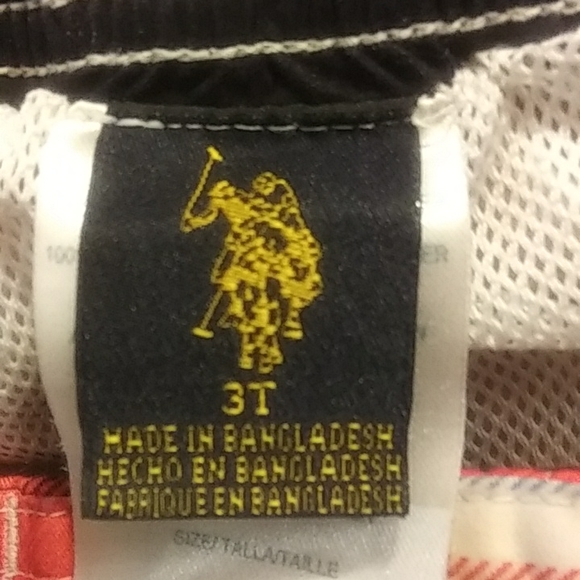 3T
MADE IN BANGLADESH
HECHO EN BANGLADESH
FABRIQUE EN BANGLADESH
SIZE/TALLA/TAILLE